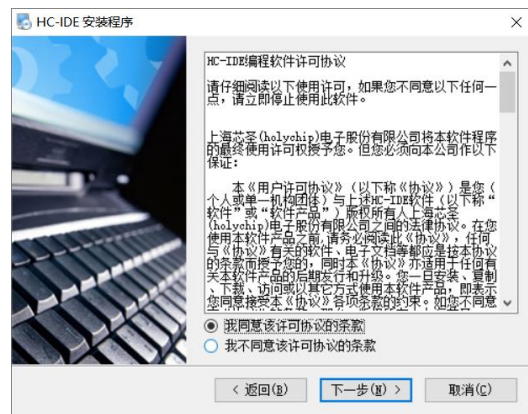 HC-IDE 安装程序
HC-IDE编程软件许可协议
请仔细阅读以下使用许可，如果您不同意以下任何一
点，请立即停止使用此软件。
上海芯圣(holychip)电子股份有限公司将本软件程序
的最终使用许可权授予您。但您必须向本公司作以下
保证：
本《用户许可协议》（以下称《协议》）是您（
个人或单一机构团体）与上述HC-IDE软件（以下称“
软件”或“软件产品”）版权所有人上海芯圣
(holychip)电子股份有限公司之间的法律协议。在您
使用本软件产品之前,请务必阅读此《协议》，任何
与《协议》有关的软件、电子文档等都应是按本协议
的条款而授予您的，同时本《协议》亦适用于任何有
关本软件产品的后期发行和升级。您一旦安装、复制
、下载、访问或以其它方式使用本软件产品，即表示
您同意接受本《协议》各项条款的约束。如您不同意
我同意该许可协议的条款
我不同意该许可协议的条款
< 返回(B)
下一步(N) >
取消(C)